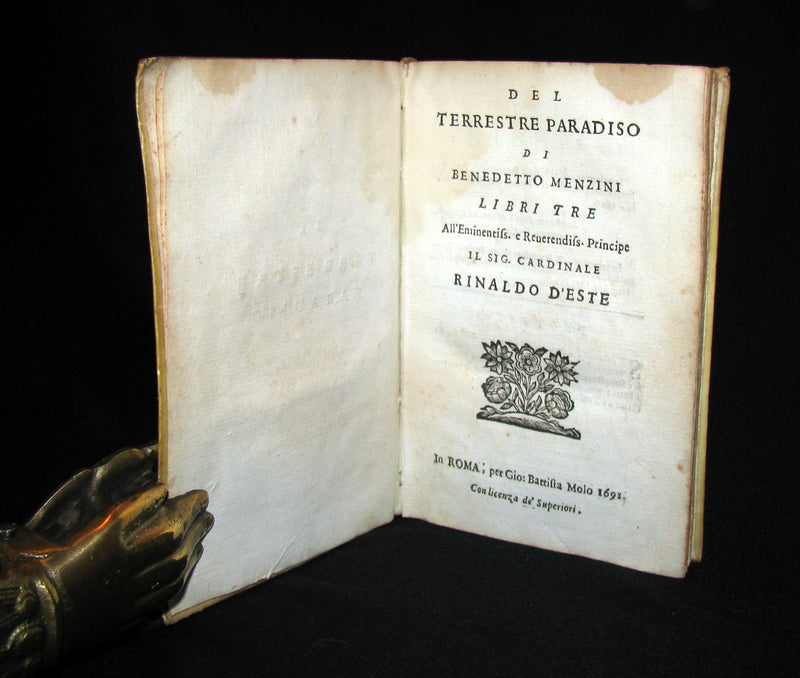 DEL
TERRESTRE PARADISO
DI
BENEDETTO MENZINI
LIBRI TRE
All'Eminentiſs. e Reuerendiſs. Principe
IL SIG. CARDINALE
RINALDO D'ESTE
In ROMA; per Gio: Battiſta Molo 1691.
Con licenza de' Superiori.